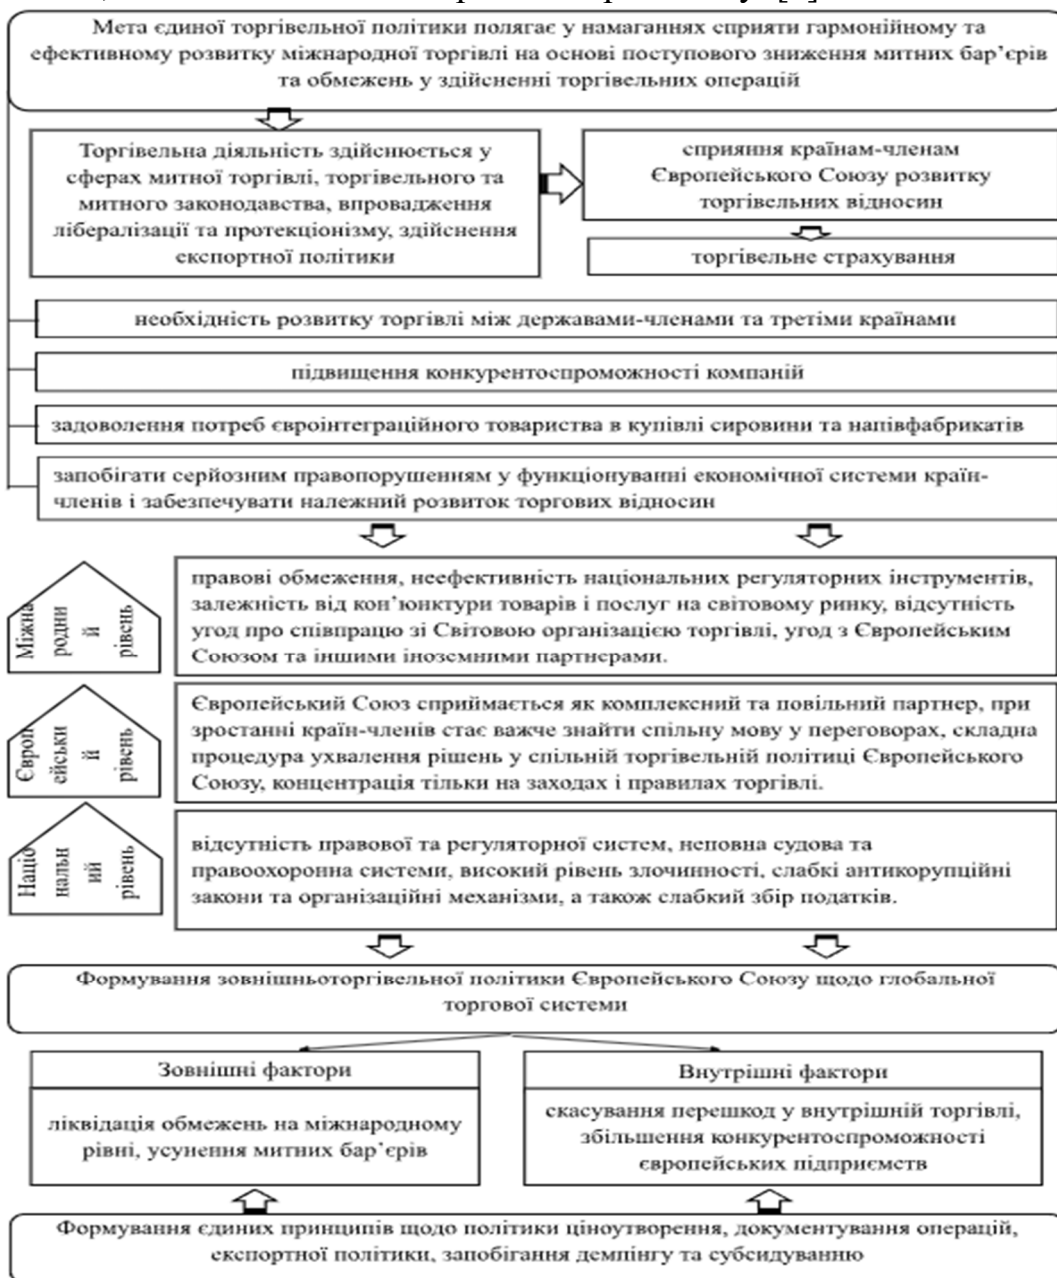 Мета єдиної торгівельної політики полягає у намаганнях сприяти гармонійному та
ефективному розвитку міжнародної торгівлі на основі поступового зниження митних бар’єрів
та обмежень у здійсненні торгівельних операцій
Торгівельна діяльність здійснюється у
сферах митної торгівлі, торгівельного та
митного законодавства, впровадження
лібералізації та протекціонізму, здійснення
експортної політики
сприяння країнам-членам
Європейського Союзу розвитку
торгівельних відносин
торгівельне страхування
необхідність розвитку торгівлі між державами-членами та третіми країнами
підвищення конкурентоспроможності компаній
задоволення потреб євроінтеграційного товариства в купівлі сировини та напівфабрикатів
запобігати серйозним правопорушенням у функціонуванні економічної системи країн-
членів і забезпечувати належний розвиток торгових відносин
Міжна
родни
й
рівень
правові обмеження, неефективність національних регуляторних інструментів,
залежність від кон’юнктури товарів і послуг на світовому ринку, відсутність
угод про співпрацю зі Світовою організацією торгівлі, угод з Європейським
Союзом та іншими іноземними партнерами.
Європ
ейськи
й
рівень
Європейський Союз сприймається як комплексний та повільний партнер, при
зростанні країн-членів стає важче знайти спільну мову у переговорах, складна
процедура ухвалення рішень у спільній торгівельній політиці Європейського
Союзу, концентрація тільки на заходах і правилах торгівлі.
Націо
нальн
ий
рівень
відсутність правової та регуляторної систем, неповна судова та
правоохоронна системи, високий рівень злочинності, слабкі антикорупційні
закони та організаційні механізми, а також слабкий збір податків.
Формування зовнішньоторгівельної політики Європейського Союзу щодо глобальної
торгової системи
Зовнішні фактори
ліквідація обмежень на міжнародному
рівні, усунення митних бар’єрів
Внутрішні фактори
скасування перешкод у внутрішній торгівлі,
збільшення конкурентоспроможності
європейських підприємств
Формування єдиних принципів щодо політики ціноутворення, документування операцій,
експортної політики, запобігання демпінгу та субсидуванню